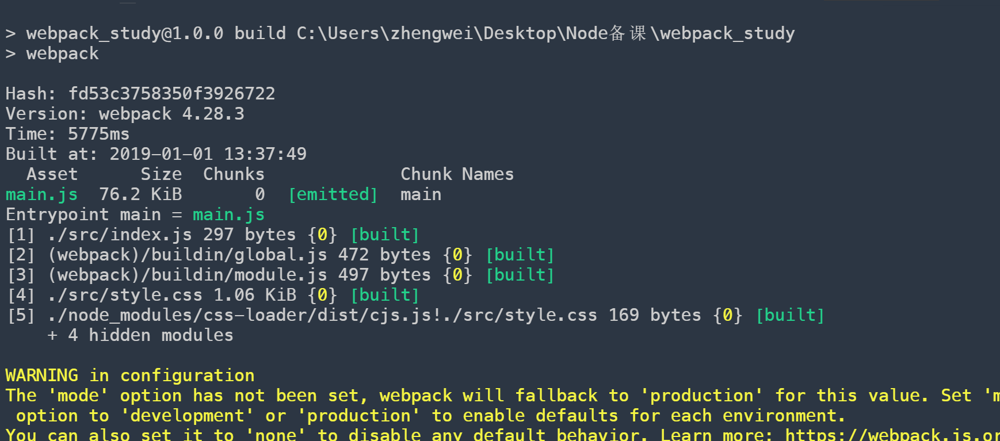 > webpack_study@1.0.0 build C:\Users\zhengwei\Desktop\Node备课\webpack_study
> webpack
Hash: fd53c3758350f3926722
Version: webpack 4.28.3
Time: 5775ms
Built at: 2019-01-01 13:37:49
  Asset      Size  Chunks             Chunk Names
main.js  76.2 KiB       0  [emitted]  main
Entrypoint main = main.js
[1] ./src/index.js 297 bytes {0} [built]
[2] (webpack)/buildin/global.js 472 bytes {0} [built]
[3] (webpack)/buildin/module.js 497 bytes {0} [built]
[4] ./src/style.css 1.06 KiB {0} [built]
[5] ./node_modules/css-loader/dist/cjs.js!./src/style.css 169 bytes {0} [built]
    + 4 hidden modules
WARNING in configuration
The 'mode' option has not been set, webpack will fallback to 'production' for this value. Set 'm
 option to 'development' or 'production' to enable defaults for each environment.
You can also set it to 'none' to disable any default behavior. Learn more: https://webpack.js.or